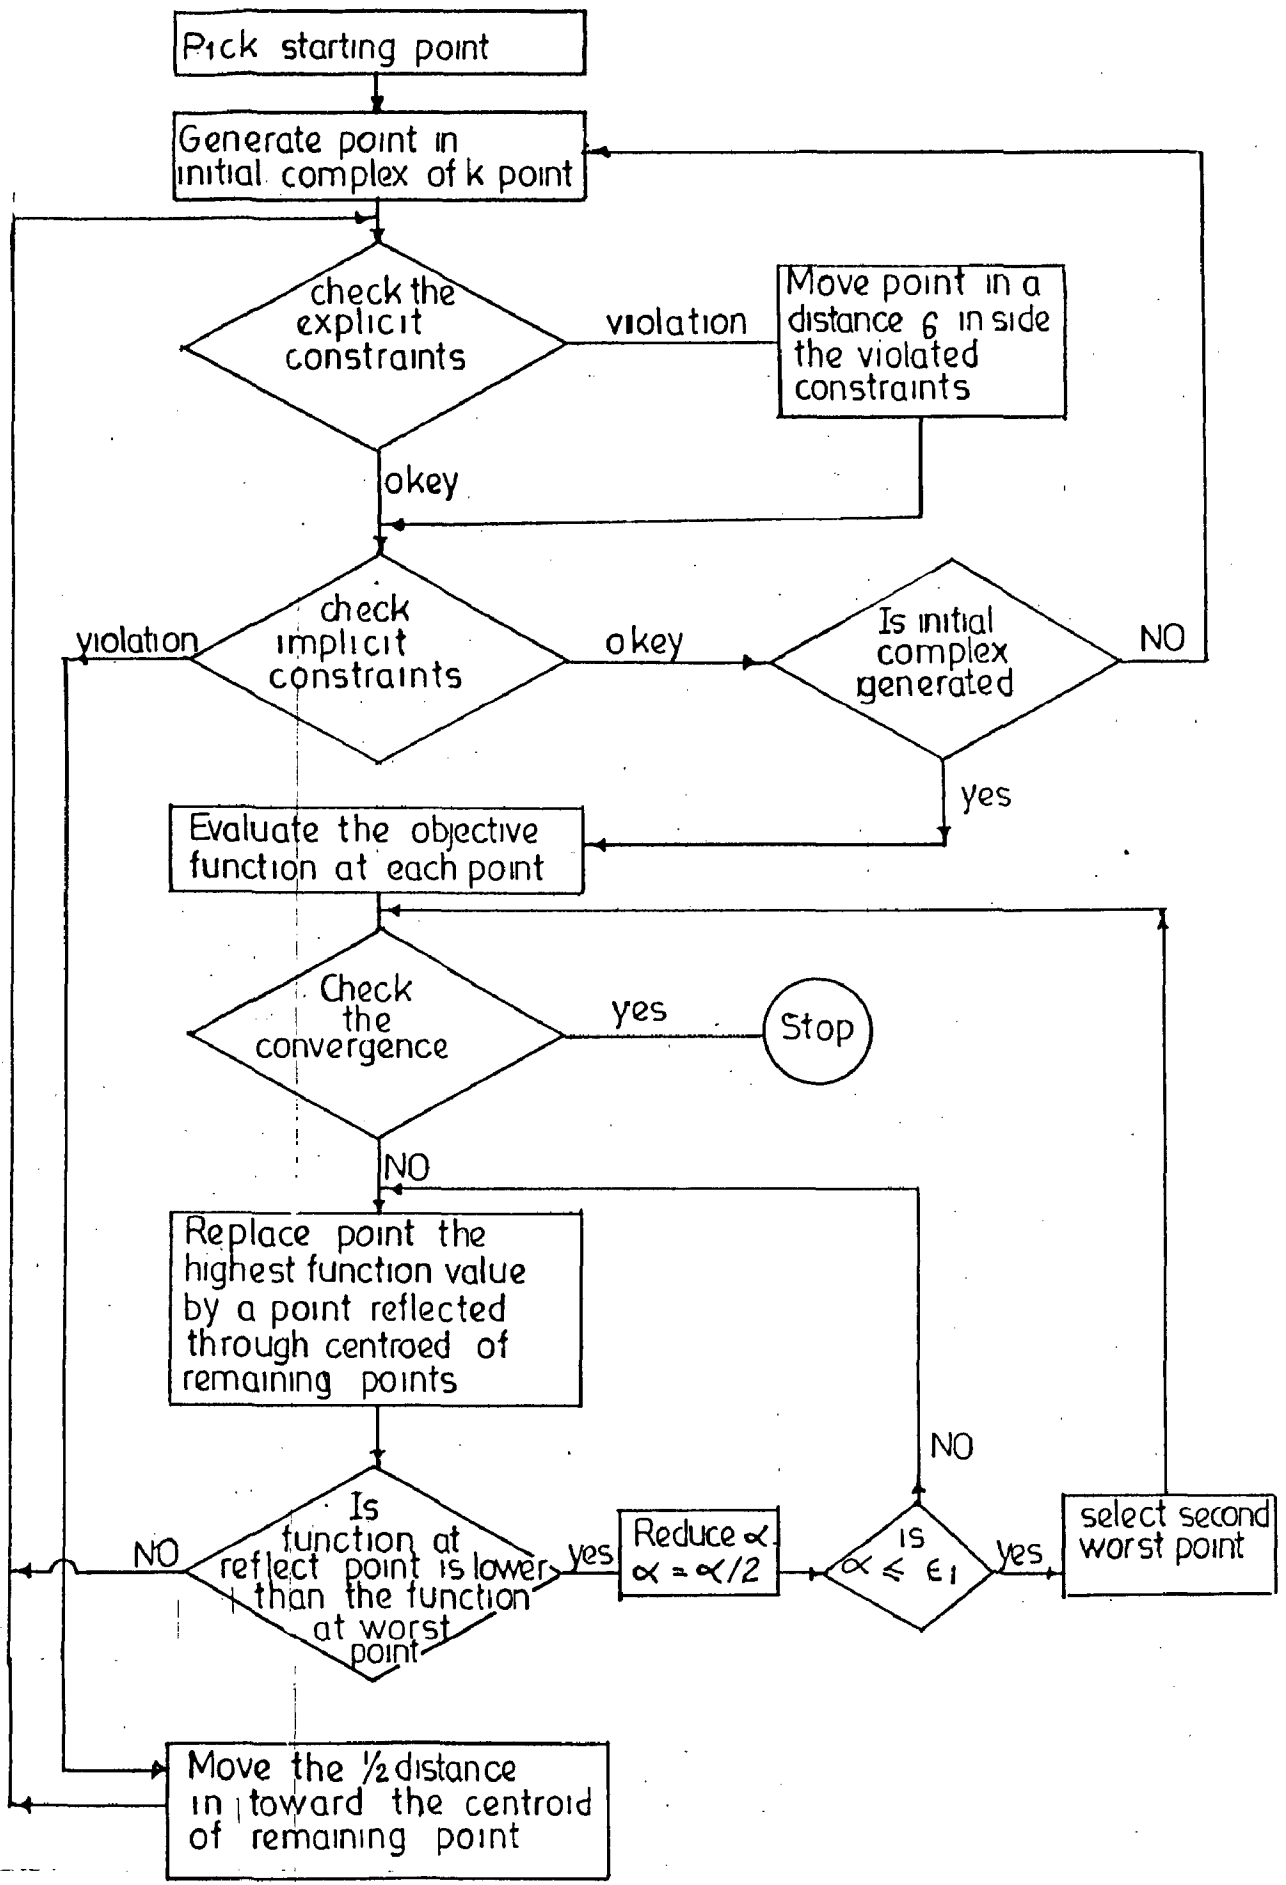 Pick starting point
Generate point in
initial complex of k point
check the
explicit
constraints
violation
Move point in a
distance 6 in side
the violated
constraints
okey
check
implicit
constraints
violation
okey
Is initial
complex
generated
NO
yes
Evaluate the objective
function at each point
Check
the
convergence
yes
Stop
NO
Replace point the
highest function value
by a point reflected
through centroed of
remaining points
Is
function at
reflect point is lower
than the function
at worst
point
NO
yes
Reduce α
α = α/2
is
α ≤ ε1
NO
yes
select second
worst point
Move the 1/2 distance
in toward the centroid
of remaining point